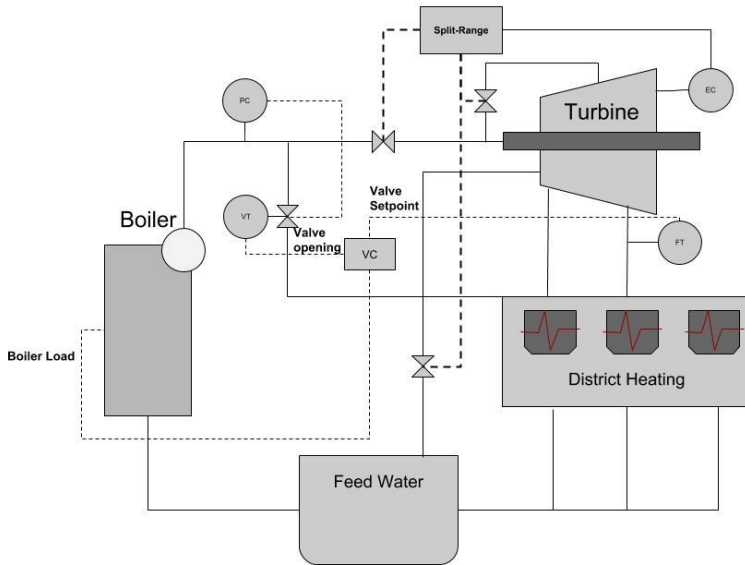 Split-Range
PC
EC
Turbine
Valve
Setpoint
Boiler
VT
Valve
opening
VC
FT
Boiler Load
District Heating
Feed Water